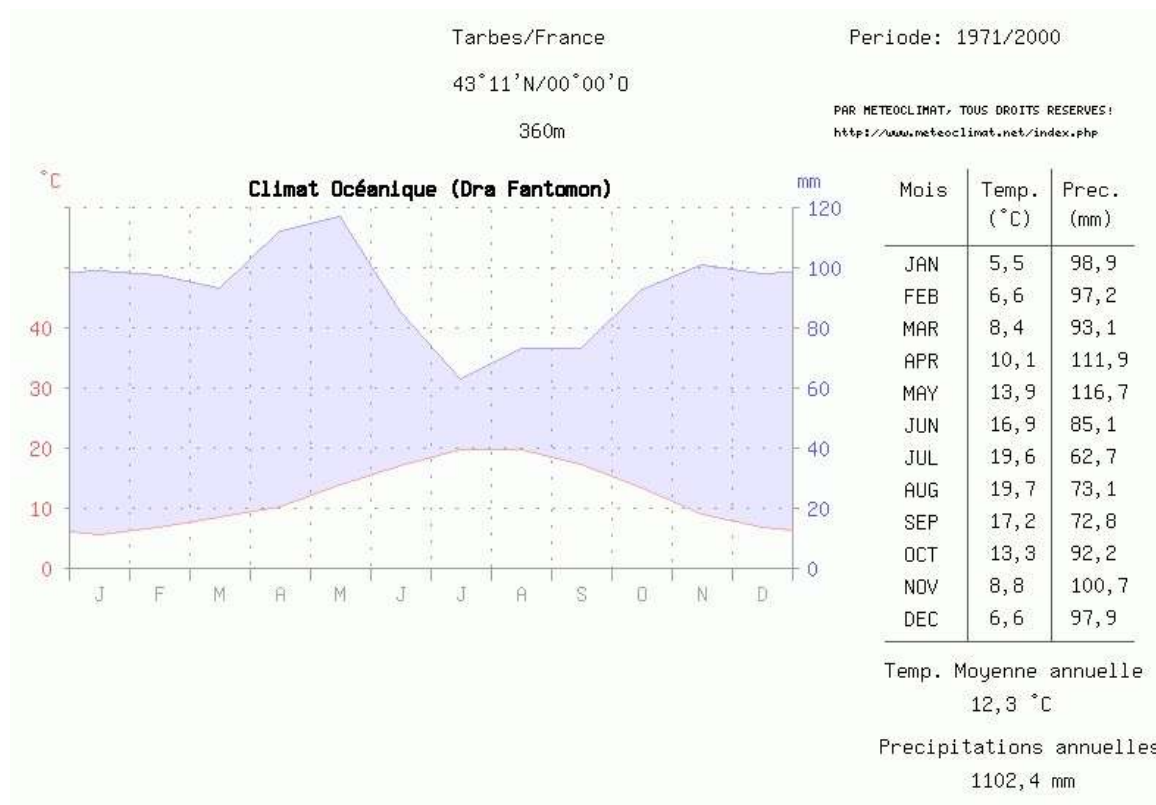 Tarbes/France
Periode: 1971/2000
43°11'N/00°00'O
360m
PAR METEOCLIMAT, TOUS DROITS RESERVES!
http://www.meteoclimat.net/index.php
°C
Climat Océanique (Dra Fantomon)
mm
120
100
40 80
30 60
20 40
10 20
0 0
J F M A M J J A S O N D
Mois Temp. Prec.
(°C) (mm)
JAN 5,5 98,9
FEB 6,6 97,2
MAR 8,4 93,1
APR 10,1 111,9
MAY 13,9 116,7
JUN 16,9 85,1
JUL 19,6 62,7
AUG 19,7 73,1
SEP 17,2 72,8
OCT 13,3 92,2
NOV 8,8 100,7
DEC 6,6 97,9
Temp. Moyenne annuelle
12,3 °C
Precipitations annuelles
1102,4 mm